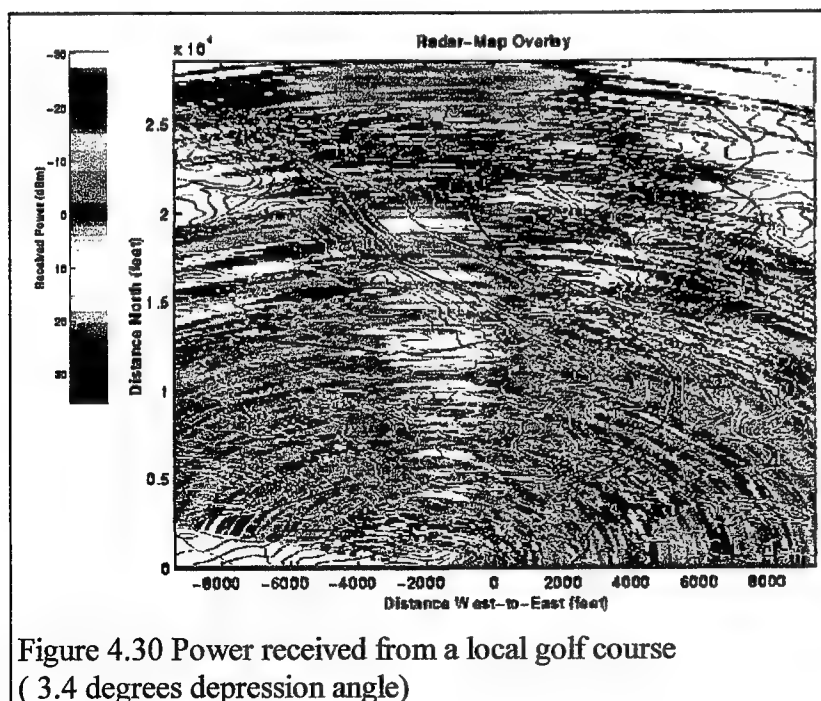 Radar-Map Overlay
x 10⁴
-30
-20
-10
0
10
20
30
Received Power (dBm)
2.5
2
1.5
1
0.5
0
Distance North (feet)
-8000 -6000 -4000 -2000 0 2000 4000 6000 8000
Distance West-to-East (feet)
Figure 4.30 Power received from a local golf course
( 3.4 degrees depression angle)